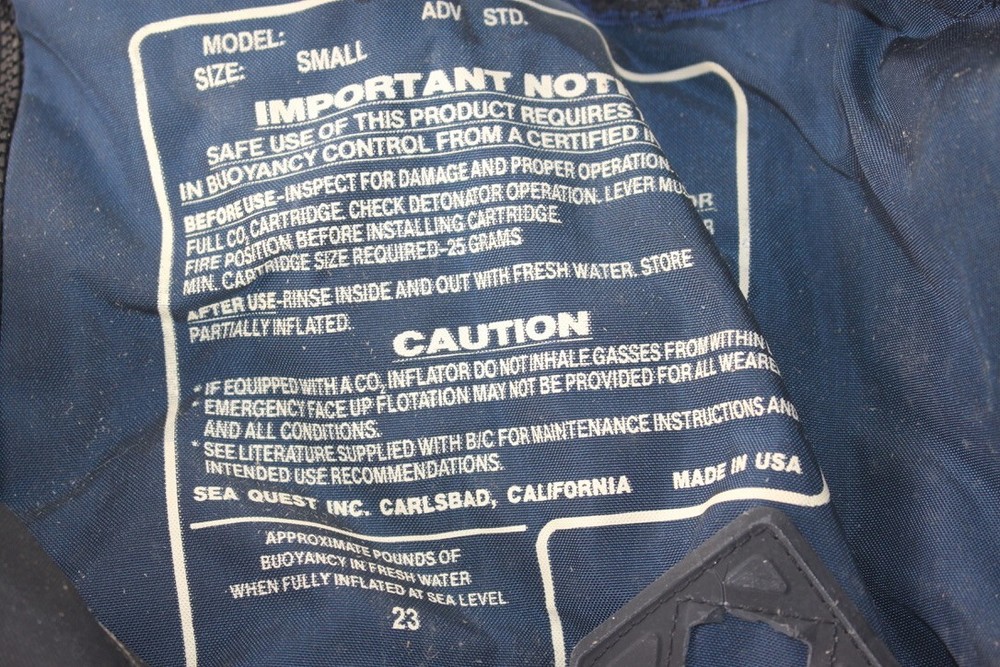 MODEL: ADV STD.
SIZE: SMALL
IMPORTANT NOTI
SAFE USE OF THIS PRODUCT REQUIRES
IN BUOYANCY CONTROL FROM A CERTIFIED
BEFORE USE-INSPECT FOR DAMAGE AND PROPER OPERATION
FULL CO2 CARTRIDGE. CHECK DETONATOR OPERATION. LEVER MU OR
FIRE POSITION BEFORE INSTALLING CARTRIDGE. R
MIN. CARTRIDGE SIZE REQUIRED-25 GRAMS
AFTER USE-RINSE INSIDE AND OUT WITH FRESH WATER. STORE
PARTIALLY INFLATED.
CAUTION
* IF EQUIPPED WITH A CO2 INFLATOR DO NOT INHALE GASSES FROM WITHIN
* EMERGENCY FACE UP FLOTATION MAY NOT BE PROVIDED FOR ALL WEARE
AND ALL CONDITIONS.
* SEE LITERATURE SUPPLIED WITH B/C FOR MAINTENANCE INSTRUCTIONS AND
INTENDED USE RECOMMENDATIONS.
SEA QUEST INC. CARLSBAD, CALIFORNIA MADE IN USA
APPROXIMATE POUNDS OF
BUOYANCY IN FRESH WATER
WHEN FULLY INFLATED AT SEA LEVEL
23